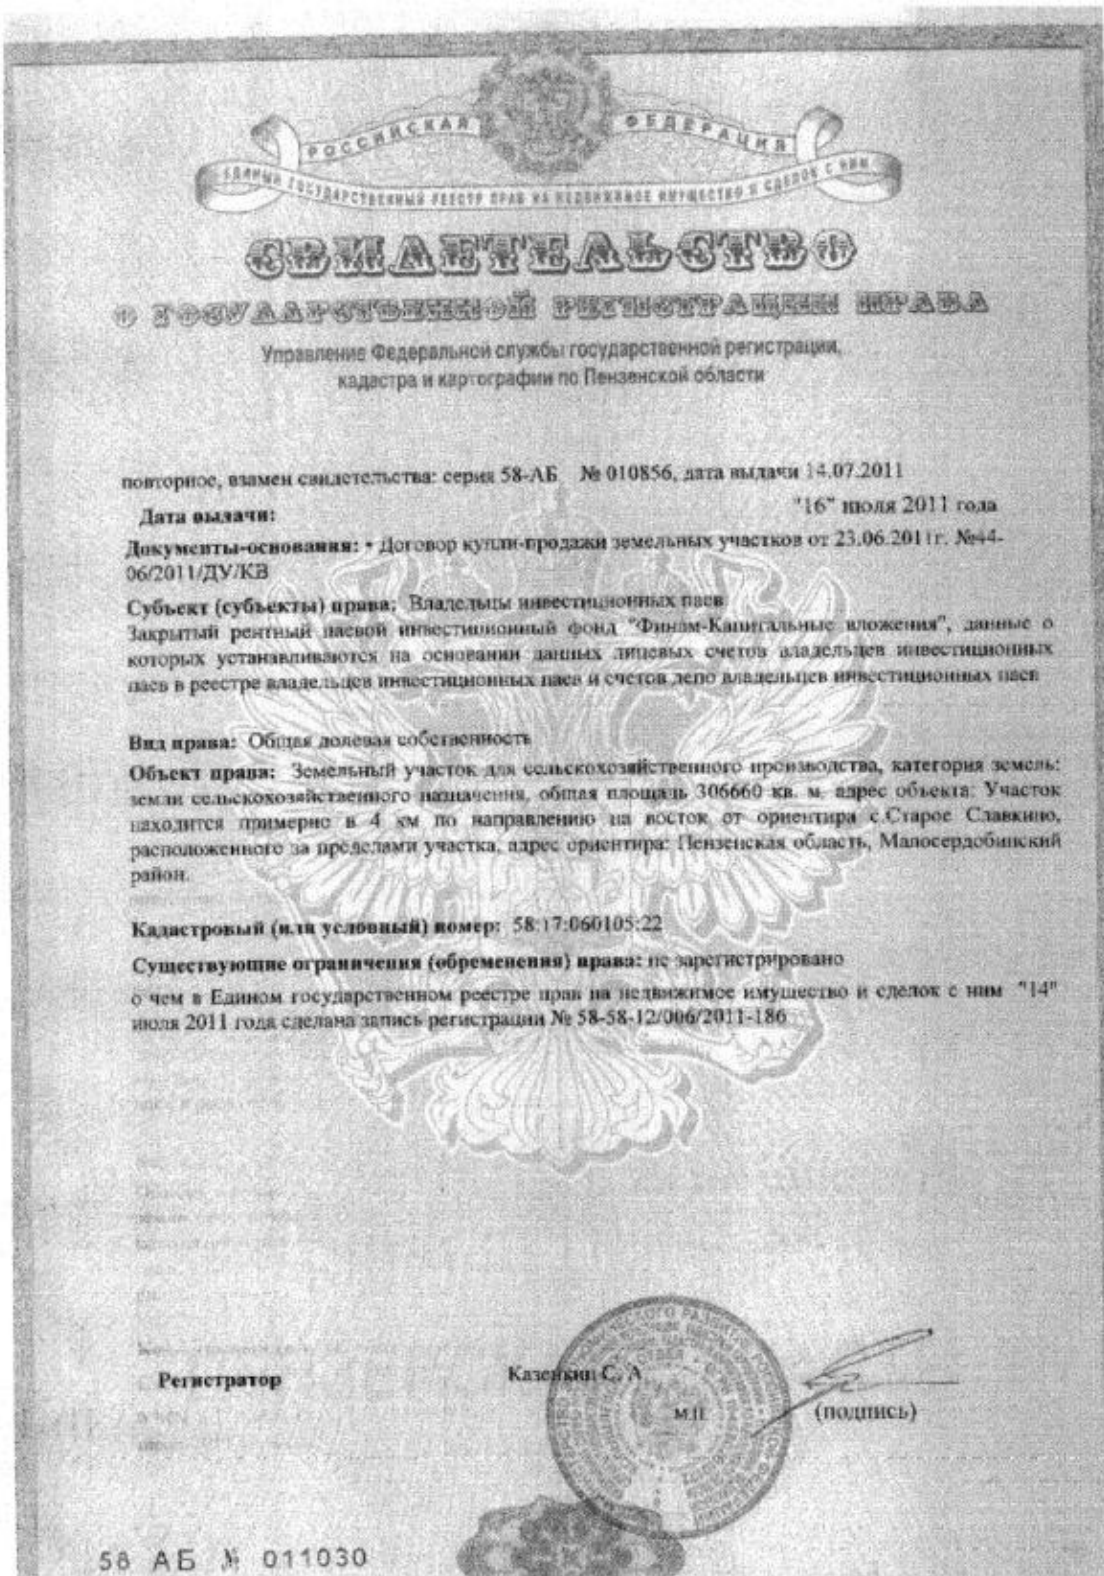 РОССИЙСКАЯ ФЕДЕРАЦИЯ
ЕДИНЫЙ ГОСУДАРСТВЕННЫЙ РЕЕСТР ПРАВ НА НЕДВИЖИМОЕ ИМУЩЕСТВО И СДЕЛОК С НИМ
СВИДЕТЕЛЬСТВО
О ГОСУДАРСТВЕННОЙ РЕГИСТРАЦИИ ПРАВА
Управление Федеральной службы государственной регистрации,
кадастра и картографии по Пензенской области
повторное, взамен свидетельства: серия 58-АБ № 010856, дата выдачи 14.07.2011
Дата выдачи: "16" июля 2011 года
Документы-основания: • Договор купли-продажи земельных участков от 23.06.2011г. №44-
06/2011/ДУ/КВ
Субъект (субъекты) права: Владельцы инвестиционных паев
Закрытый рентный паевой инвестиционный фонд "Финам-Капитальные вложения", данные о
которых устанавливаются на основании данных лицевых счетов владельцев инвестиционных
паев в реестре владельцев инвестиционных паев и счетов депо владельцев инвестиционных паев
Вид права: Общая долевая собственность
Объект права: Земельный участок для сельскохозяйственного производства, категория земель:
земли сельскохозяйственного назначения, общая площадь 306660 кв. м, адрес объекта: Участок
находится примерно в 4 км по направлению на восток от ориентира с.Старое Славкино,
расположенного за пределами участка, адрес ориентира: Пензенская область, Малосердобинский
район.
Кадастровый (или условный) номер: 58:17:060105:22
Существующие ограничения (обременения) права: не зарегистрировано
о чем в Едином государственном реестре прав на недвижимое имущество и сделок с ним "14"
июля 2011 года сделана запись регистрации № 58-58-12/006/2011-186
Регистратор Казенкин С. А.
М.П. (подпись)
58 АБ № 011030